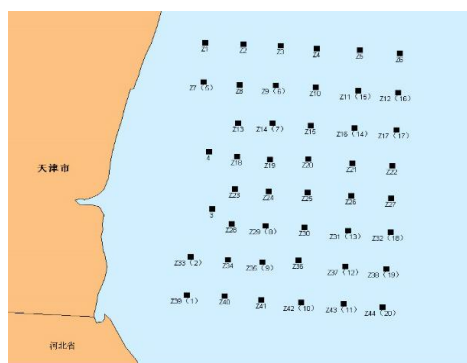 Z1 Z2 Z3 Z4 Z5 Z6
Z7 (5) Z8 Z9 (6) Z10 Z11 (15) Z12 (16)
Z13 Z14 (7) Z15 Z16 (14) Z17 (17)
4 Z18 Z19 Z20 Z21 Z22
天津市
Z23 Z24 Z25 Z26 Z27
3 Z28 Z29 (8) Z30 Z31 (13) Z32 (18)
Z33 (2) Z34 Z35 (9) Z36 Z37 (12) Z38 (19)
Z39 (1) Z40 Z41 Z42 (10) Z43 (11) Z44 (20)
河北省